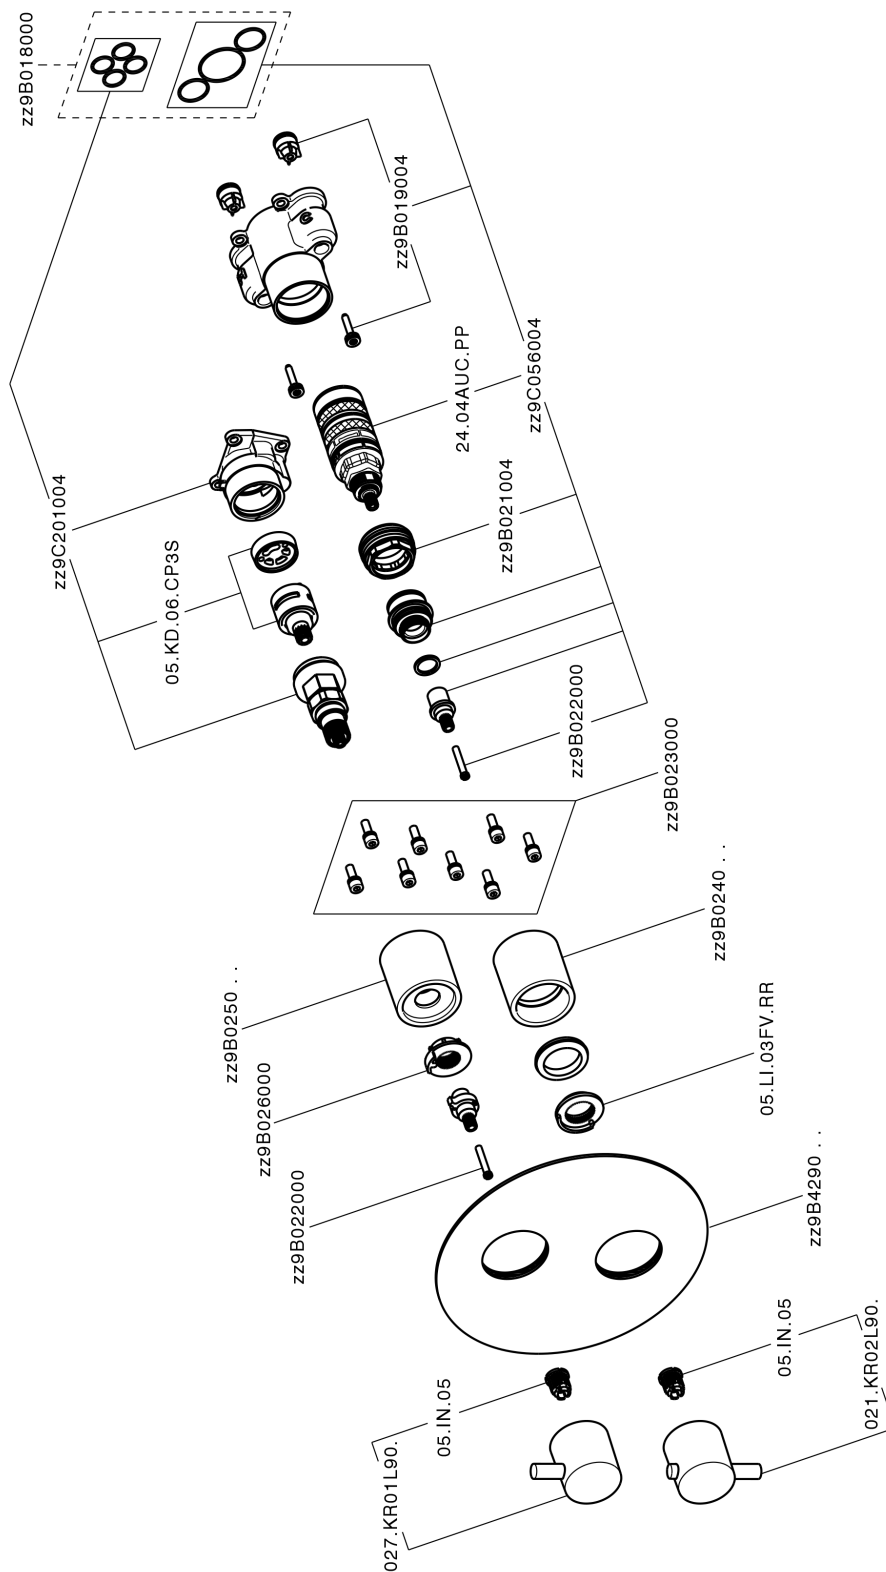 zz9B018000
zz9B019004
24.04AUC.PP
zz9C056004
zz9C201004
05.KD.06.CP3S
zz9B021004
zz9B022000
zz9B023000
zz9B0240 . .
zz9B0250 . .
zz9B026000
zz9B022000
05.LI.03FV.RR
zz9B4290 . .
05.IN.05
05.IN.05
027.KR01L90.
021.KR02L90.